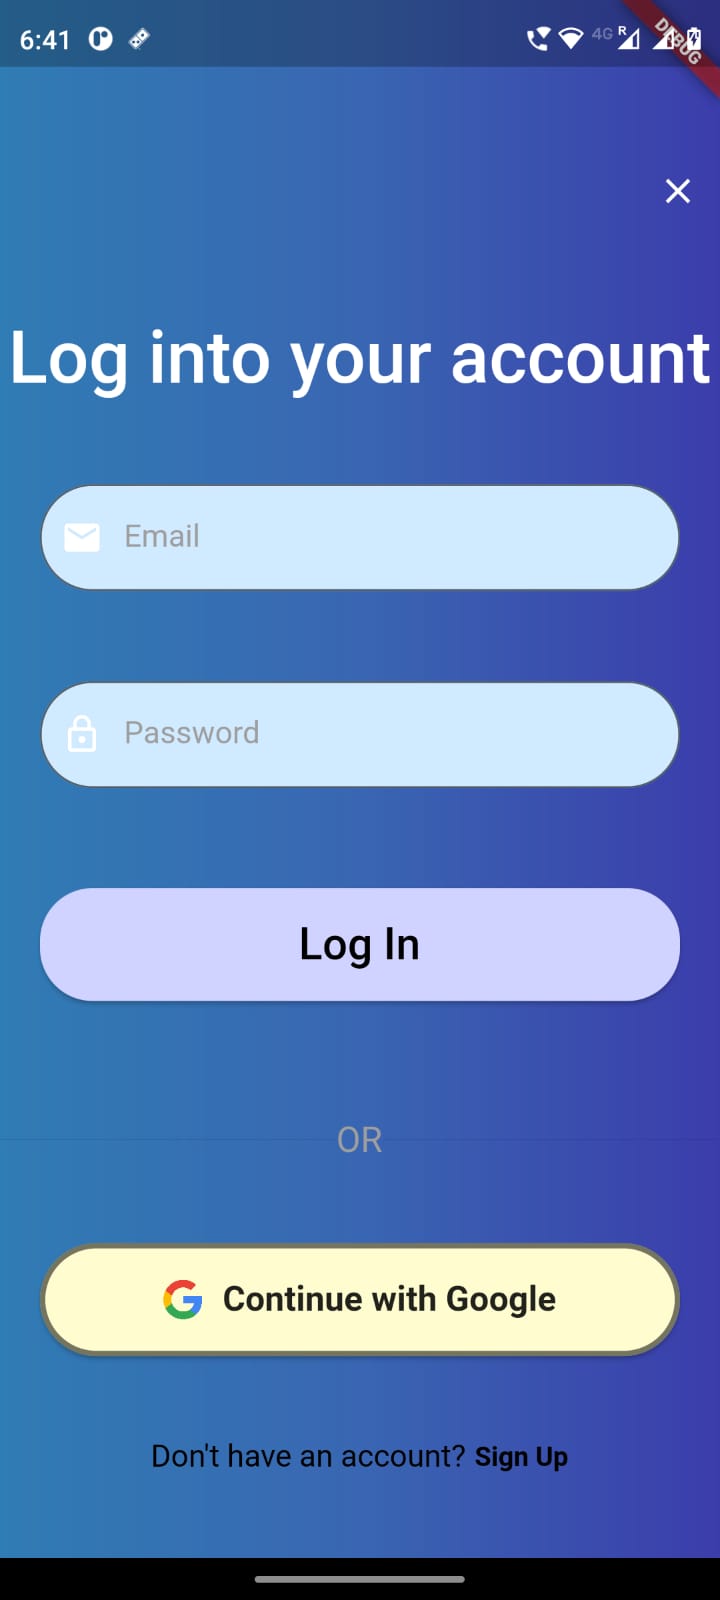 6:41
4G R
DEBUG
Log into your account
Email
Password
Log In
OR
Continue with Google
Don't have an account? Sign Up